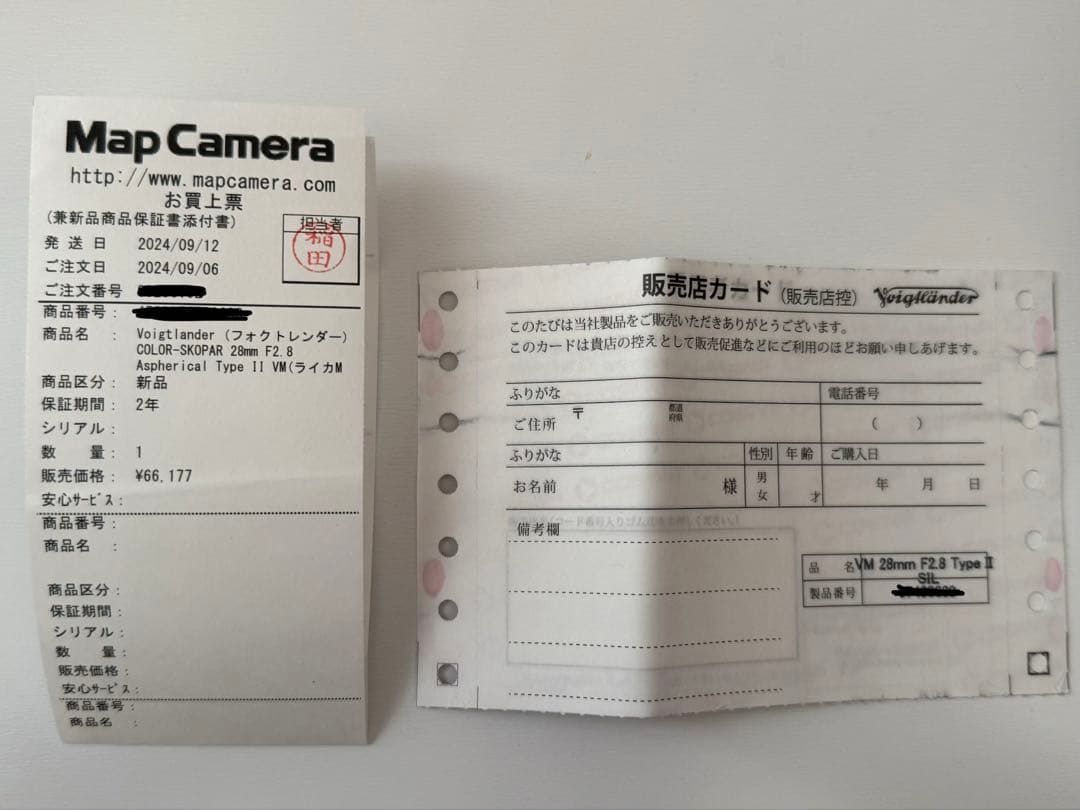 Map Camera
http://www.mapcamera.com
お買上票
(兼新品商品保証書添付書)
担当者
稲田
発送日 2024/09/12
ご注文日 2024/09/06
ご注文番号
商品番号:
商品名 : Voigtlander (フォクトレンダー)
COLOR-SKOPAR 28mm F2.8
Aspherical Type II VM(ライカM
商品区分: 新品
保証期間: 2年
シリアル:
数 量: 1
販売価格: ¥66,177
安心サービス:
商品番号:
商品名 :
商品区分:
保証期間:
シリアル:
数 量:
販売価格:
安心サービス:
商品番号:
商品名 :
販売店カード(販売店控) Voigtländer
このたびは当社製品をご販売いただきありがとうございます。
このカードは貴店の控えとして販売促進などにご利用のほどお願い申しあげます。
ふりがな 電話番号
ご住所 〒 都道府県 ( )
ふりがな 性別 年齢 ご購入日
お名前 様 男 女 才 年 月 日
備考欄
品 名 VM 28mm F2.8 Type II
SIL
製品番号